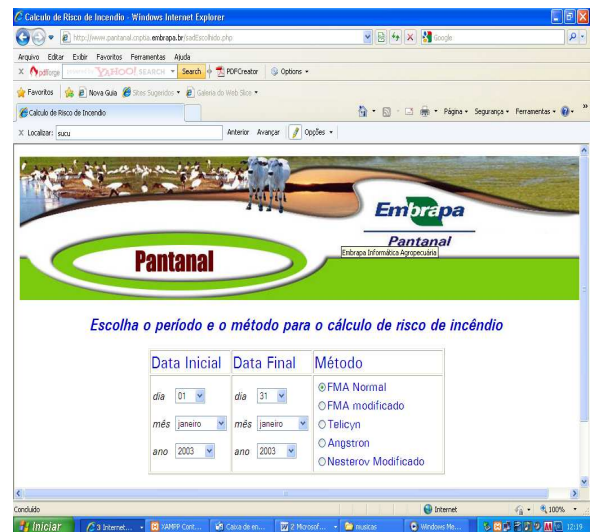 Calculo de Risco de Incendio - Windows Internet Explorer
http://www.pantanal.cnptia.embrapa.br/sadEscolhido.php
Google
Arquivo Editar Exibir Favoritos Ferramentas Ajuda
X pdfforge YAHOO! SEARCH Search PDFCreator Options
Favoritos Nova Guia Sites Sugeridos Galeria do Web Slice
Calculo de Risco de Incendio
Página Segurança Ferramentas
X Localizar: sucu Anterior Avançar Opções
Embrapa
Pantanal
Embrapa Informática Agropecuária
Pantanal
Escolha o período e o método para o cálculo de risco de incêndio
Data Inicial Data Final Método
dia 01 dia 31 FMA Normal
FMA modificado
mês janeiro mês janeiro Telicyn
Angstron
ano 2003 ano 2003 Nesterov Modificado
Concluído Internet 100%
Iniciar 3 Internet... XAMPP Cont... Caixa de en... 2 Microsof... musicas Windows Me... 12:19